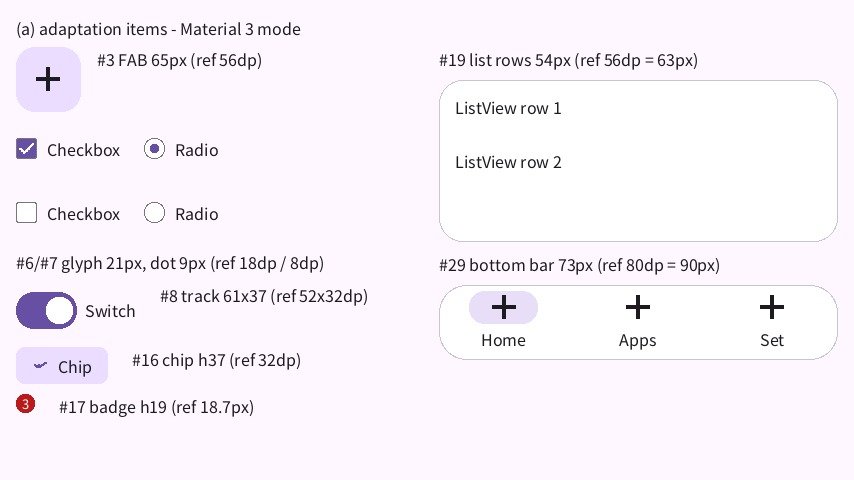 (a) adaptation items - Material 3 mode
#3 FAB 65px (ref 56dp)
Checkbox
Radio
Checkbox
Radio
#6/#7 glyph 21px, dot 9px (ref 18dp / 8dp)
Switch
#8 track 61x37 (ref 52x32dp)
Chip
#16 chip h37 (ref 32dp)
3
#17 badge h19 (ref 18.7px)
#19 list rows 54px (ref 56dp = 63px)
ListView row 1
ListView row 2
#29 bottom bar 73px (ref 80dp = 90px)
Home
Apps
Set